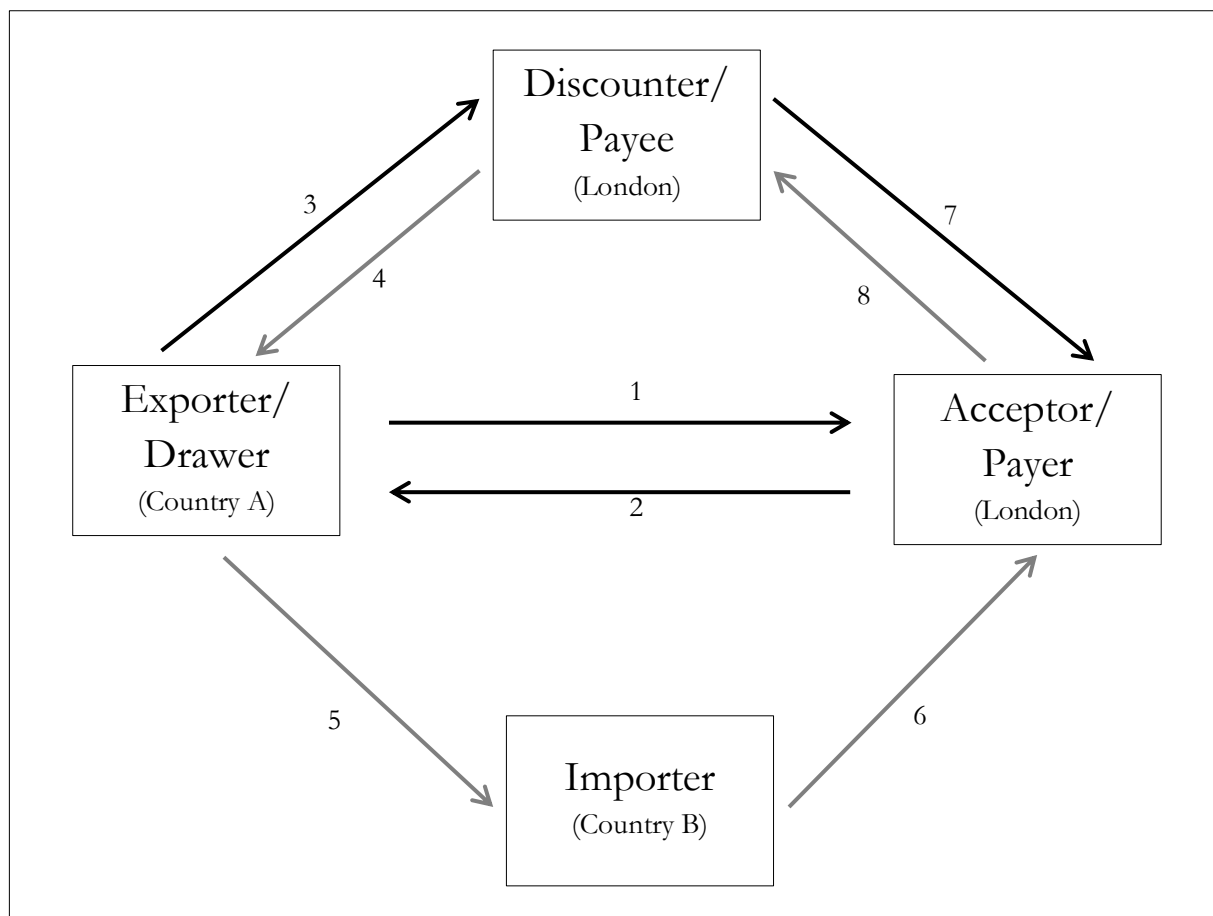 Discounter/
Payee
(London)
3
7
4
8
Exporter/
Drawer
(Country A)
1
2
Acceptor/
Payer
(London)
5
6
Importer
(Country B)